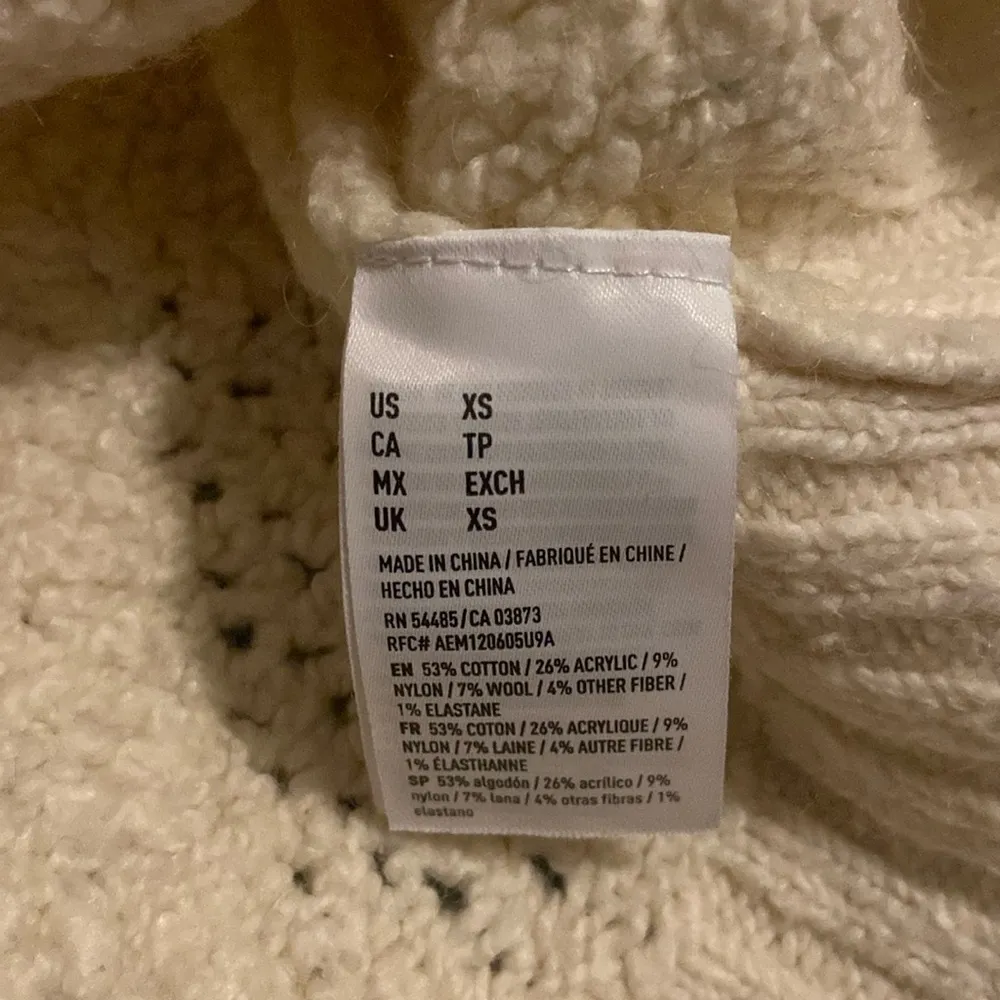 US XS
CA TP
MX EXCH
UK XS
MADE IN CHINA / FABRIQUÉ EN CHINE /
HECHO EN CHINA
RN 54485/CA 03873
RFC# AEM120605U9A
EN 53% COTTON / 26% ACRYLIC / 9%
NYLON / 7% WOOL / 4% OTHER FIBER /
1% ELASTANE
FR 53% COTON / 26% ACRYLIQUE / 9%
NYLON / 7% LAINE / 4% AUTRE FIBRE /
1% ÉLASTHANNE
SP 53% algodón / 26% acrílico / 9%
nylon / 7% lana / 4% otras fibras / 1%
elastano